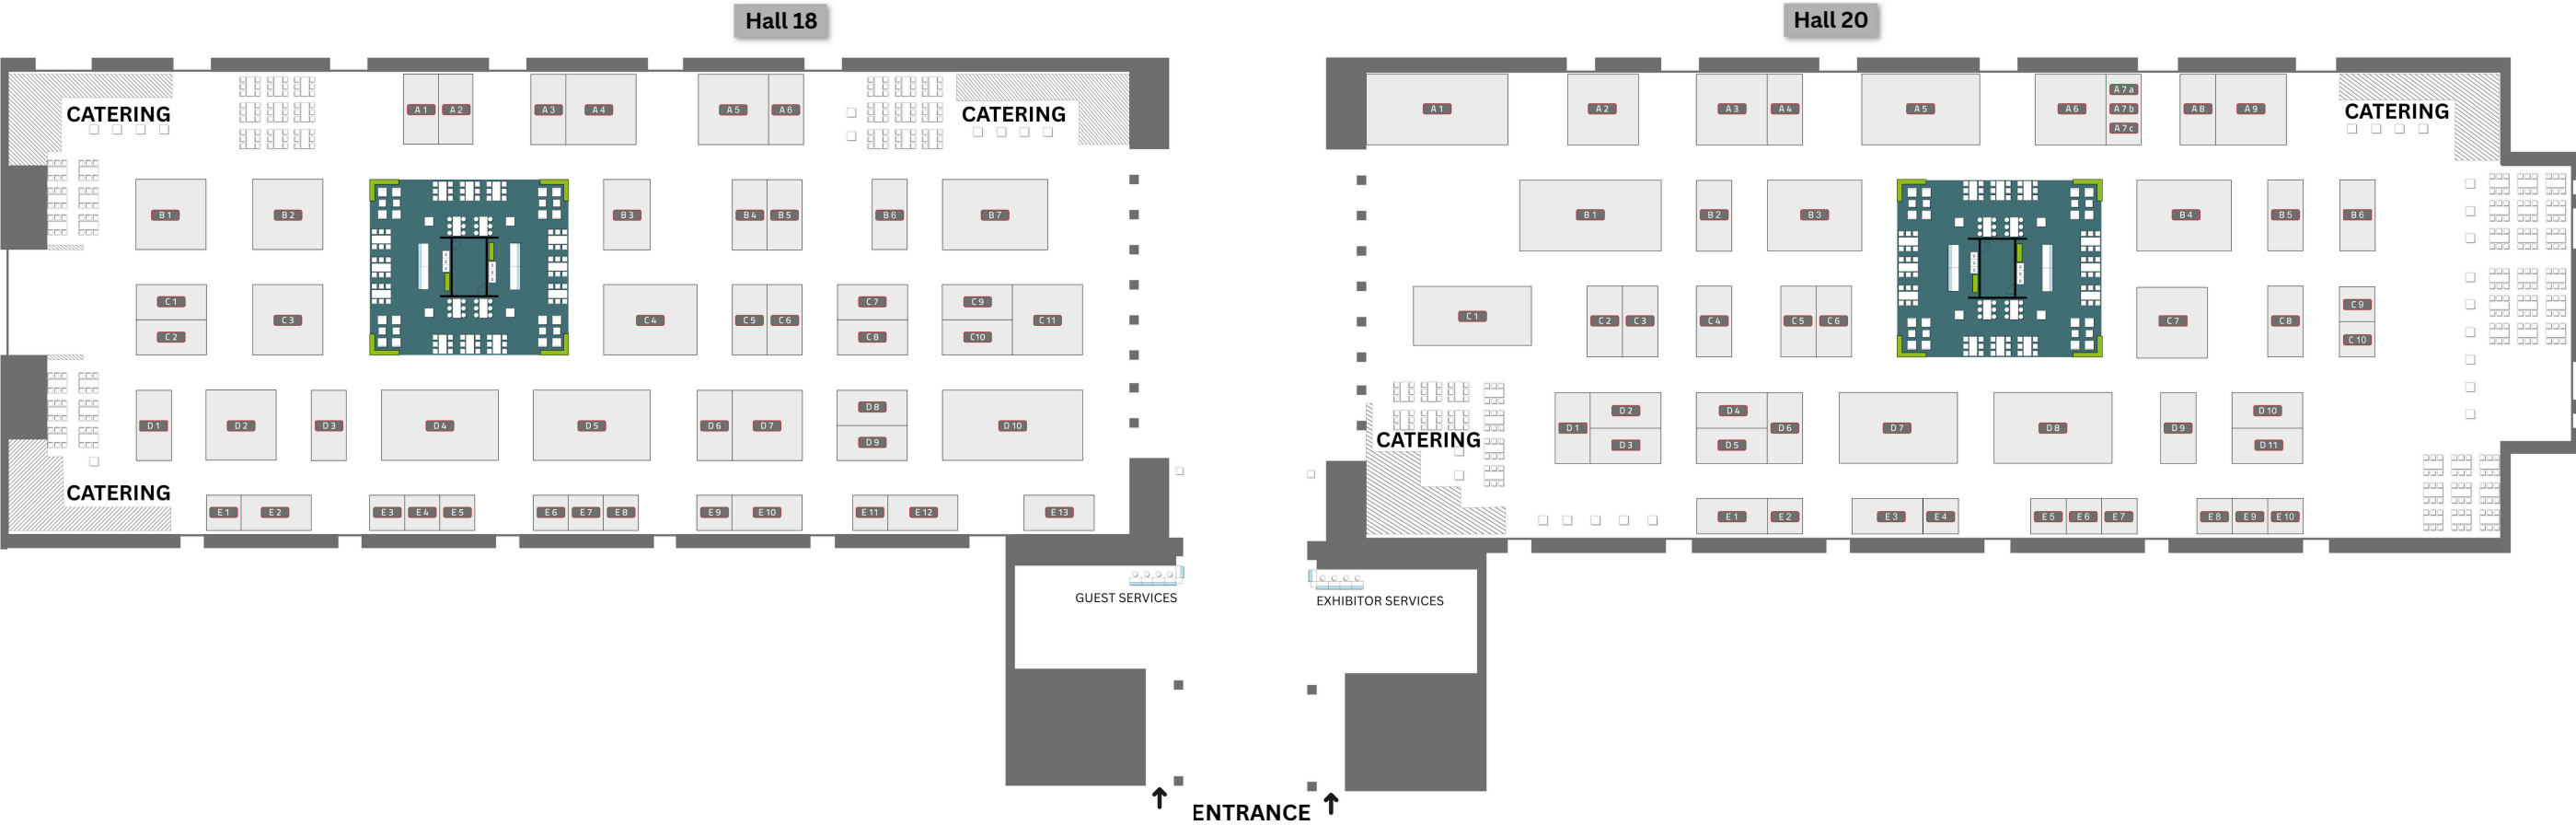 Hall 18
Hall 20
CATERING
A1 A2 A3 A4 A5 A6
CATERING
A1 A2 A3 A4 A5 A6 A7a
A7b
A7c
A8 A9
CATERING
B1 B2 B3 B4 B5 B6 B7
B1 B2 B3 B4 B5 B6
C1
C2
C3 C4 C5 C6
C7
C8
C9
C10
C11
C1 C2 C3 C4 C5 C6 C7 C8
C9
C10
D1 D2 D3 D4 D5 D6 D7
D8
D9
D10
CATERING
D1
D2
D3
D4
D5
D6 D7 D8 D9
D10
D11
CATERING
E1 E2 E3 E4 E5 E6 E7 E8 E9 E10 E11 E12 E13
E1 E2 E3 E4 E5 E6 E7 E8 E9 E10
GUEST SERVICES
EXHIBITOR SERVICES
ENTRANCE